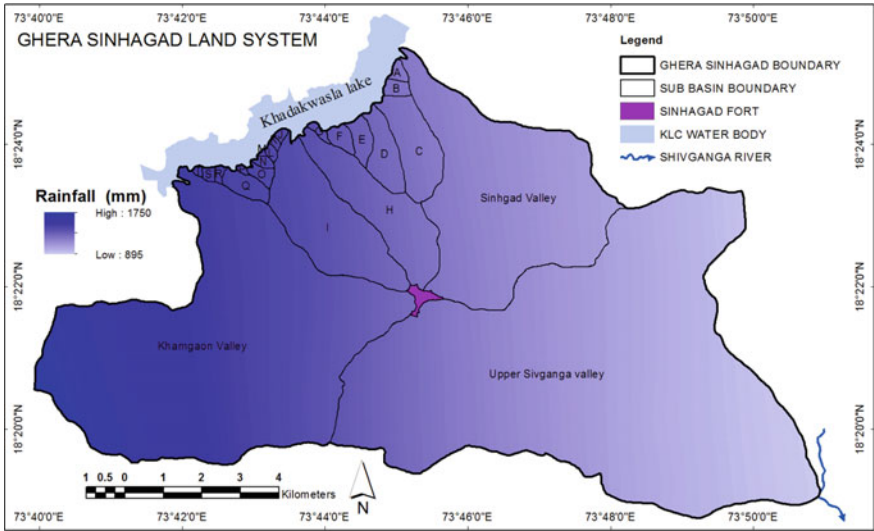 73°40'0"E 73°42'0"E 73°44'0"E 73°46'0"E 73°48'0"E 73°50'0"E
GHERA SINHAGAD LAND SYSTEM
Legend
GHERA SINHAGAD BOUNDARY
SUB BASIN BOUNDARY
SINHAGAD FORT
KLC WATER BODY
SHIVGANGA RIVER
Khadakwasla lake
A
B
C
D
E
F
H
I
O
Q
R
S
18°24'0"N 18°24'0"N
Rainfall (mm)
High : 1750
Low : 895
Sinhgad Valley
18°22'0"N 18°22'0"N
Khamgaon Valley
Upper Sivganga valley
18°20'0"N 18°20'0"N
1 0.5 0 1 2 3 4
Kilometers
N
73°40'0"E 73°42'0"E 73°44'0"E 73°46'0"E 73°48'0"E 73°50'0"E